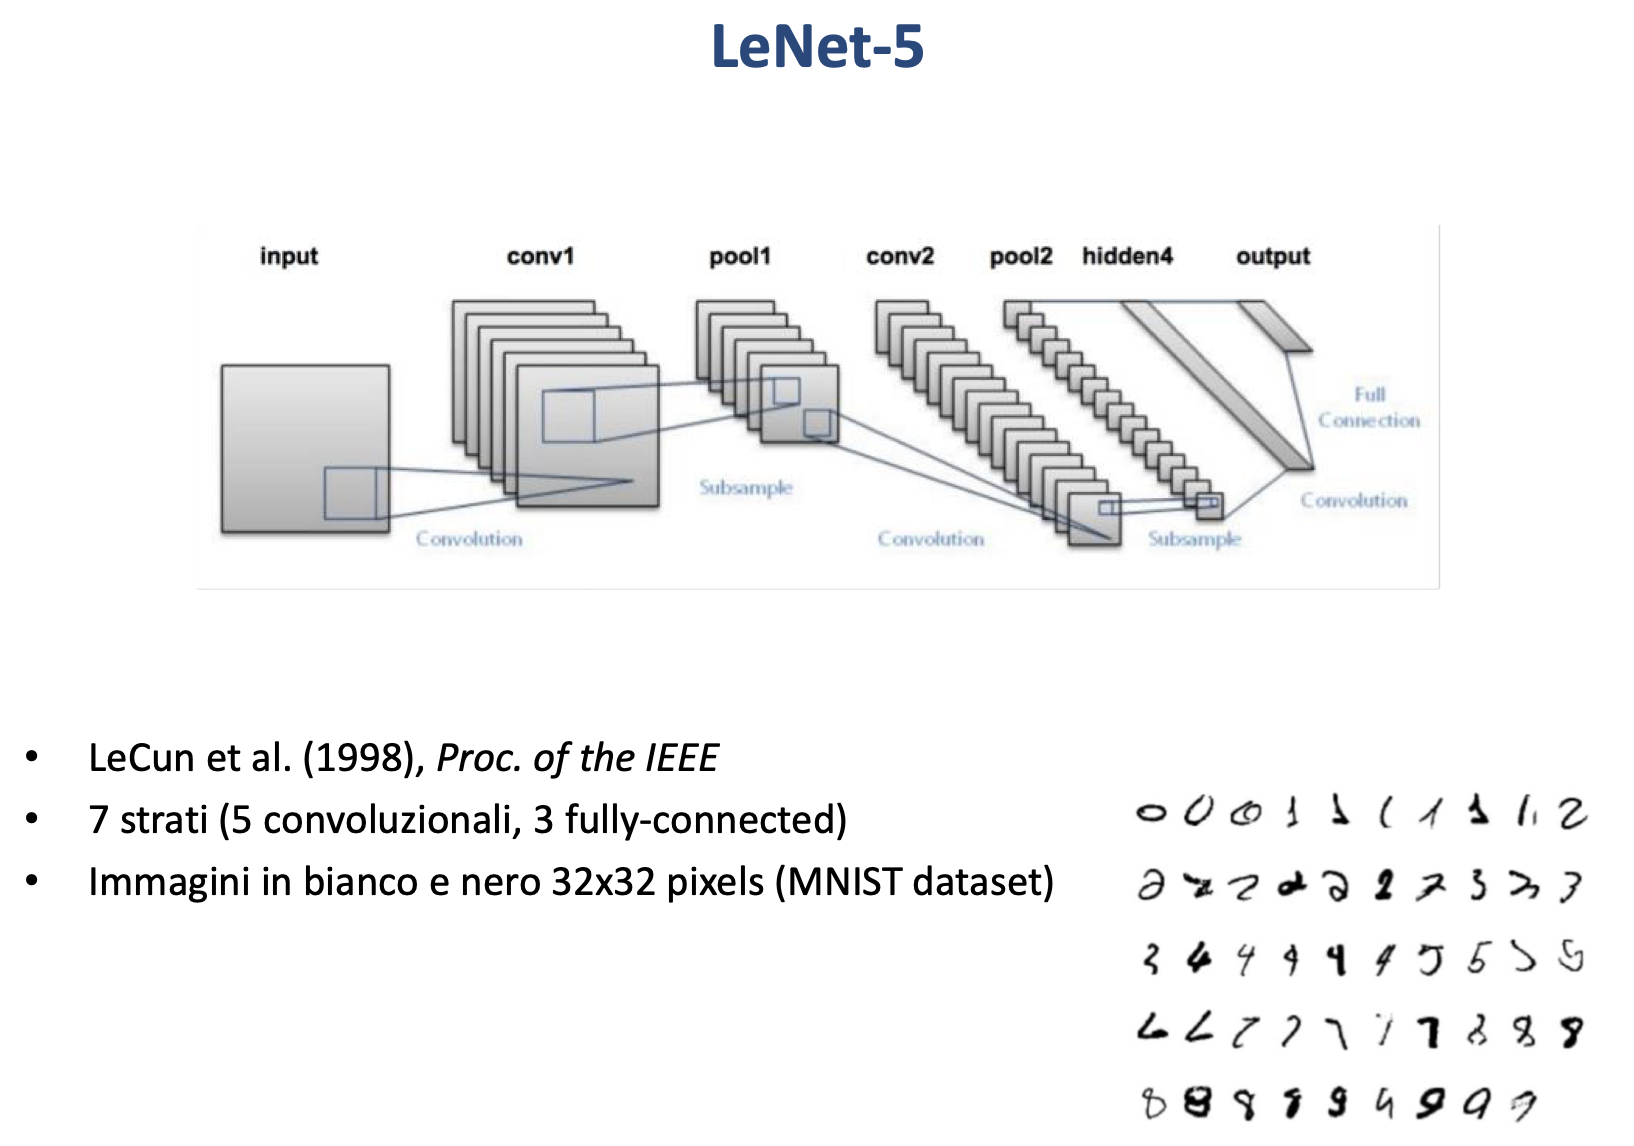 LeNet-5
input conv1 pool1 conv2 pool2 hidden4 output
Full
Connection
Subsample
Convolution
Convolution
Convolution
Subsample
• LeCun et al. (1998), Proc. of the IEEE
• 7 strati (5 convoluzionali, 3 fully-connected)
• Immagini in bianco e nero 32x32 pixels (MNIST dataset)
0 0 0 1 1 1 1 1 1 2
2 2 2 2 2 2 2 3 3 3
3 4 4 4 4 4 5 5 5 5
6 6 7 7 7 7 7 8 8 8
8 8 8 8 9 9 9 9 9